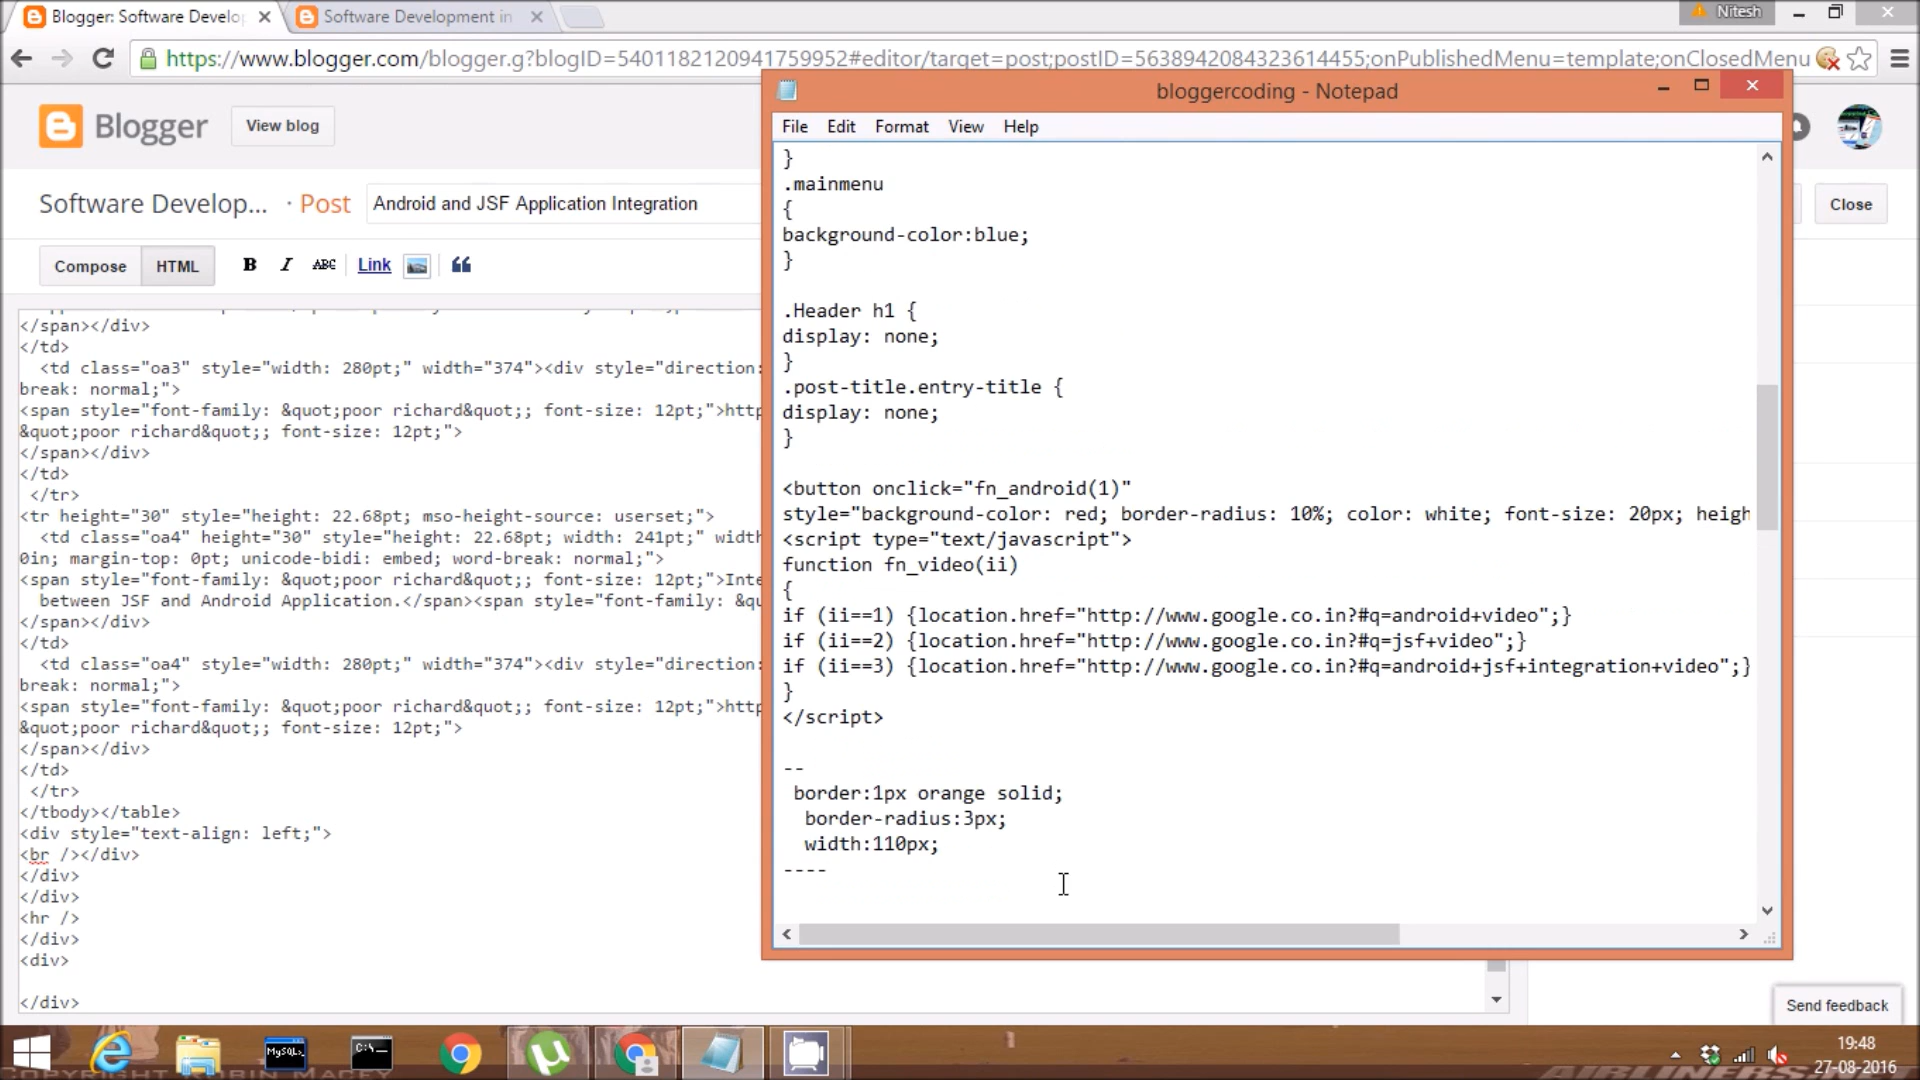 Blogger: Software Develo
Software Development in
Nitesh
https://www.blogger.com/blogger.g?blogID=5401182120941759952#editor/target=post;postID=5638942084323614455;onPublishedMenu=template;onClosedMenu
Blogger
View blog
Software Develop... · Post
Android and JSF Application Integration
Close
Compose
HTML
B I ABC Link
</span></div>
</td>
<td class="oa3" style="width: 280pt;" width="374"><div style="direction:
break: normal;">
<span style="font-family: &quot;poor richard&quot;; font-size: 12pt;">http
&quot;poor richard&quot;; font-size: 12pt;">
</span></div>
</td>
</tr>
<tr height="30" style="height: 22.68pt; mso-height-source: userset;">
<td class="oa4" height="30" style="height: 22.68pt; width: 241pt;" widt
0in; margin-top: 0pt; unicode-bidi: embed; word-break: normal;">
<span style="font-family: &quot;poor richard&quot;; font-size: 12pt;">Inte
between JSF and Android Application.</span><span style="font-family: &qu
</span></div>
</td>
<td class="oa4" style="width: 280pt;" width="374"><div style="direction:
break: normal;">
<span style="font-family: &quot;poor richard&quot;; font-size: 12pt;">http
&quot;poor richard&quot;; font-size: 12pt;">
</span></div>
</td>
</tr>
</tbody></table>
<div style="text-align: left;">
<br /></div>
</div>
</div>
<hr />
</div>
<div>
</div>
bloggercoding - Notepad
File Edit Format View Help
}
.mainmenu
{
background-color:blue;
}
.Header h1 {
display: none;
}
.post-title.entry-title {
display: none;
}
<button onclick="fn_android(1)"
style="background-color: red; border-radius: 10%; color: white; font-size: 20px; heigh
<script type="text/javascript">
function fn_video(ii)
{
if (ii==1) {location.href="http://www.google.co.in?#q=android+video";}
if (ii==2) {location.href="http://www.google.co.in?#q=jsf+video";}
if (ii==3) {location.href="http://www.google.co.in?#q=android+jsf+integration+video";}
}
</script>
--
border:1px orange solid;
border-radius:3px;
width:110px;
----
Send feedback
MySQL
C:\
19:48
27-08-2016
COPYRIGHT ROBIN MACEY
AIRLINERS.